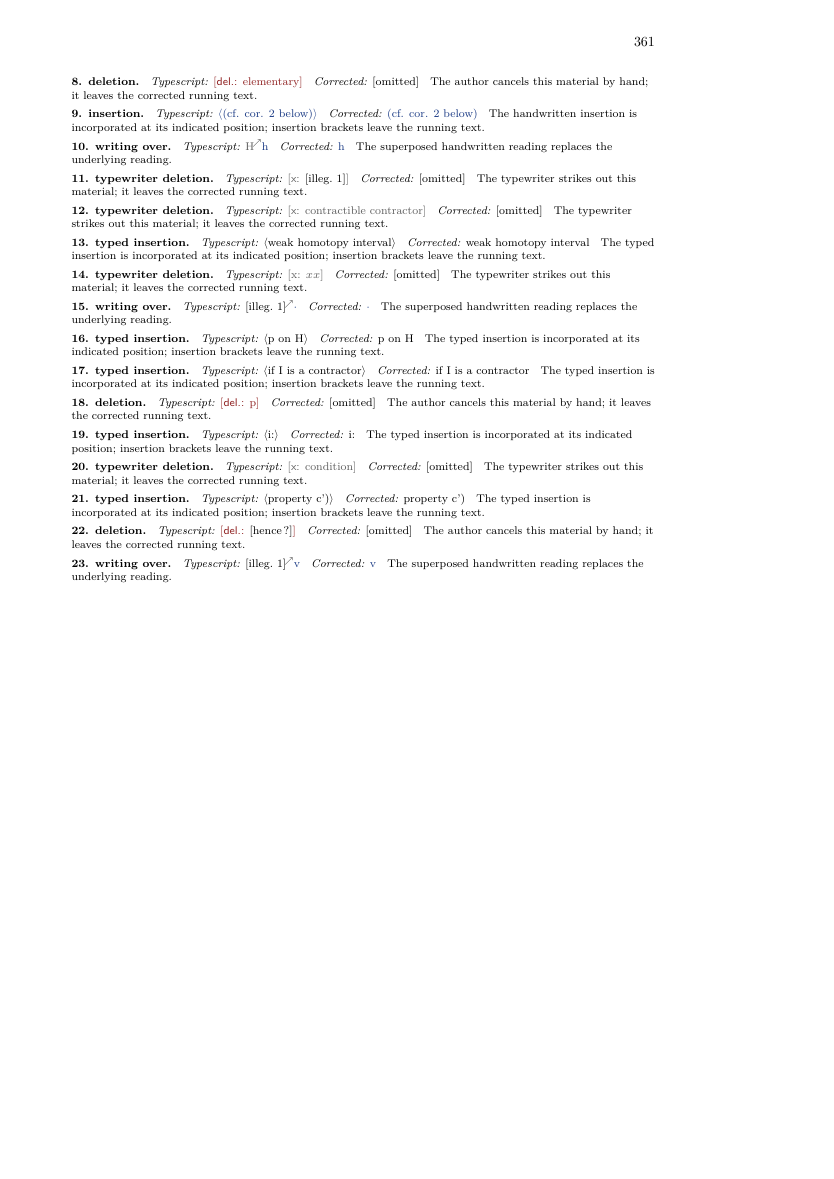 361
8. deletion. Typescript: [del.: elementary] Corrected: [omitted] The author cancels this material by hand;
it leaves the corrected running text.
9. insertion. Typescript: ⟨(cf. cor. 2 below)⟩ Corrected: (cf. cor. 2 below) The handwritten insertion is
incorporated at its indicated position; insertion brackets leave the running text.
10. writing over. Typescript: H↗h Corrected: h The superposed handwritten reading replaces the
underlying reading.
11. typewriter deletion. Typescript: [x: [illeg. 1]] Corrected: [omitted] The typewriter strikes out this
material; it leaves the corrected running text.
12. typewriter deletion. Typescript: [x: contractible contractor] Corrected: [omitted] The typewriter
strikes out this material; it leaves the corrected running text.
13. typed insertion. Typescript: ⟨weak homotopy interval⟩ Corrected: weak homotopy interval The typed
insertion is incorporated at its indicated position; insertion brackets leave the running text.
14. typewriter deletion. Typescript: [x: xx] Corrected: [omitted] The typewriter strikes out this
material; it leaves the corrected running text.
15. writing over. Typescript: [illeg. 1]↗· Corrected: · The superposed handwritten reading replaces the
underlying reading.
16. typed insertion. Typescript: ⟨p on H⟩ Corrected: p on H The typed insertion is incorporated at its
indicated position; insertion brackets leave the running text.
17. typed insertion. Typescript: ⟨if I is a contractor⟩ Corrected: if I is a contractor The typed insertion is
incorporated at its indicated position; insertion brackets leave the running text.
18. deletion. Typescript: [del.: p] Corrected: [omitted] The author cancels this material by hand; it leaves
the corrected running text.
19. typed insertion. Typescript: ⟨i:⟩ Corrected: i: The typed insertion is incorporated at its indicated
position; insertion brackets leave the running text.
20. typewriter deletion. Typescript: [x: condition] Corrected: [omitted] The typewriter strikes out this
material; it leaves the corrected running text.
21. typed insertion. Typescript: ⟨property c')⟩ Corrected: property c') The typed insertion is
incorporated at its indicated position; insertion brackets leave the running text.
22. deletion. Typescript: [del.: [hence?]] Corrected: [omitted] The author cancels this material by hand; it
leaves the corrected running text.
23. writing over. Typescript: [illeg. 1]↗v Corrected: v The superposed handwritten reading replaces the
underlying reading.